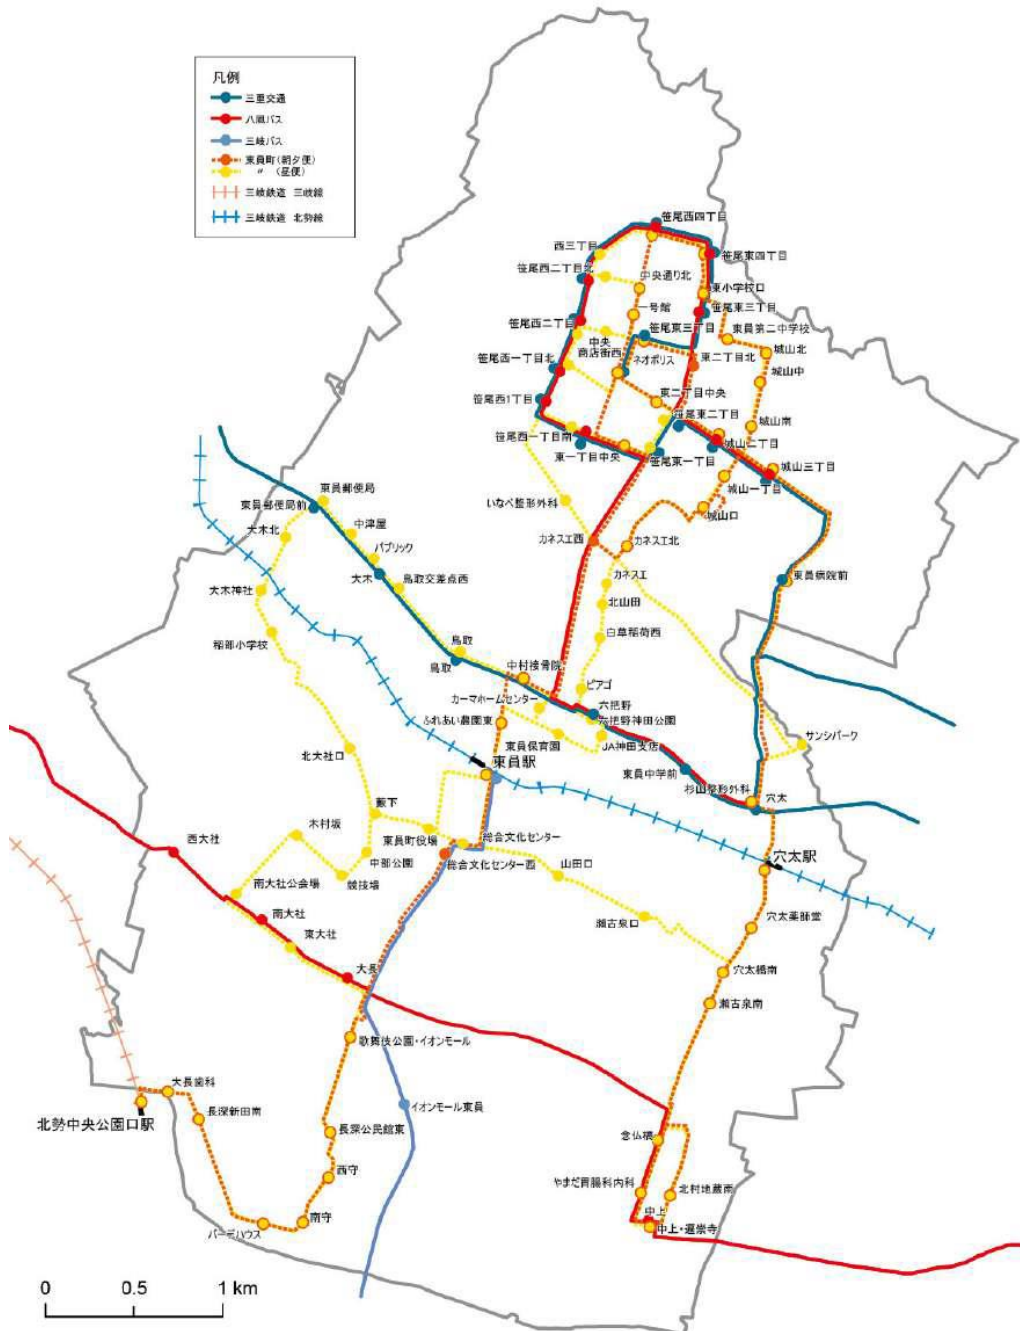 凡例
三重交通
八風バス
三岐バス
東員町(朝夕便)
〃 (昼便)
三岐鉄道 三岐線
三岐鉄道 北勢線
笹尾西四丁目
西三丁目
笹尾東四丁目
笹尾西二丁目北
中央通り北
東小学校口
一号館
笹尾東三丁目
笹尾西二丁目
笹尾東三丁目
東員第二中学校
中央
商店街西
城山北
笹尾西一丁目北
ネオポリス
東二丁目北
城山中
笹尾西1丁目
東二丁目中央
笹尾東二丁目
城山南
笹尾西一丁目南
城山二丁目
東一丁目中央
笹尾東一丁目
城山三丁目
城山一丁目
東員郵便局
いなべ整形外科
東員郵便局前
城山口
大木北
中津屋
カネスエ西
カネスエ北
パブリック
大木
カネスエ
東員病院前
大木神社
鳥取交差点西
北山田
稲部小学校
白草稲荷西
鳥取
鳥取
中村接骨院
ピアゴ
カーマホームセンター
六把野
ふれあい農園東
六把野神田公園
東員保育園
JA神田支店
サンシパーク
北大社口
東員駅
東員中学前
杉山整形外科
穴太
藪下
木村坂
東員町役場
総合文化センター
西大社
中部公園
総合文化センター西
山田口
穴太駅
南大社公会場
競技場
南大社
瀬古泉口
穴太薬師堂
東大社
大長
穴太橋南
瀬古泉南
歌舞伎公園・イオンモール
大長歯科
イオンモール東員
長深新田南
北勢中央公園口駅
長深公民館東
念仏橋
西守
やまだ胃腸科内科
北村地蔵南
南守
中上
バーデハウス
中上・遍崇寺
0 0.5 1 km